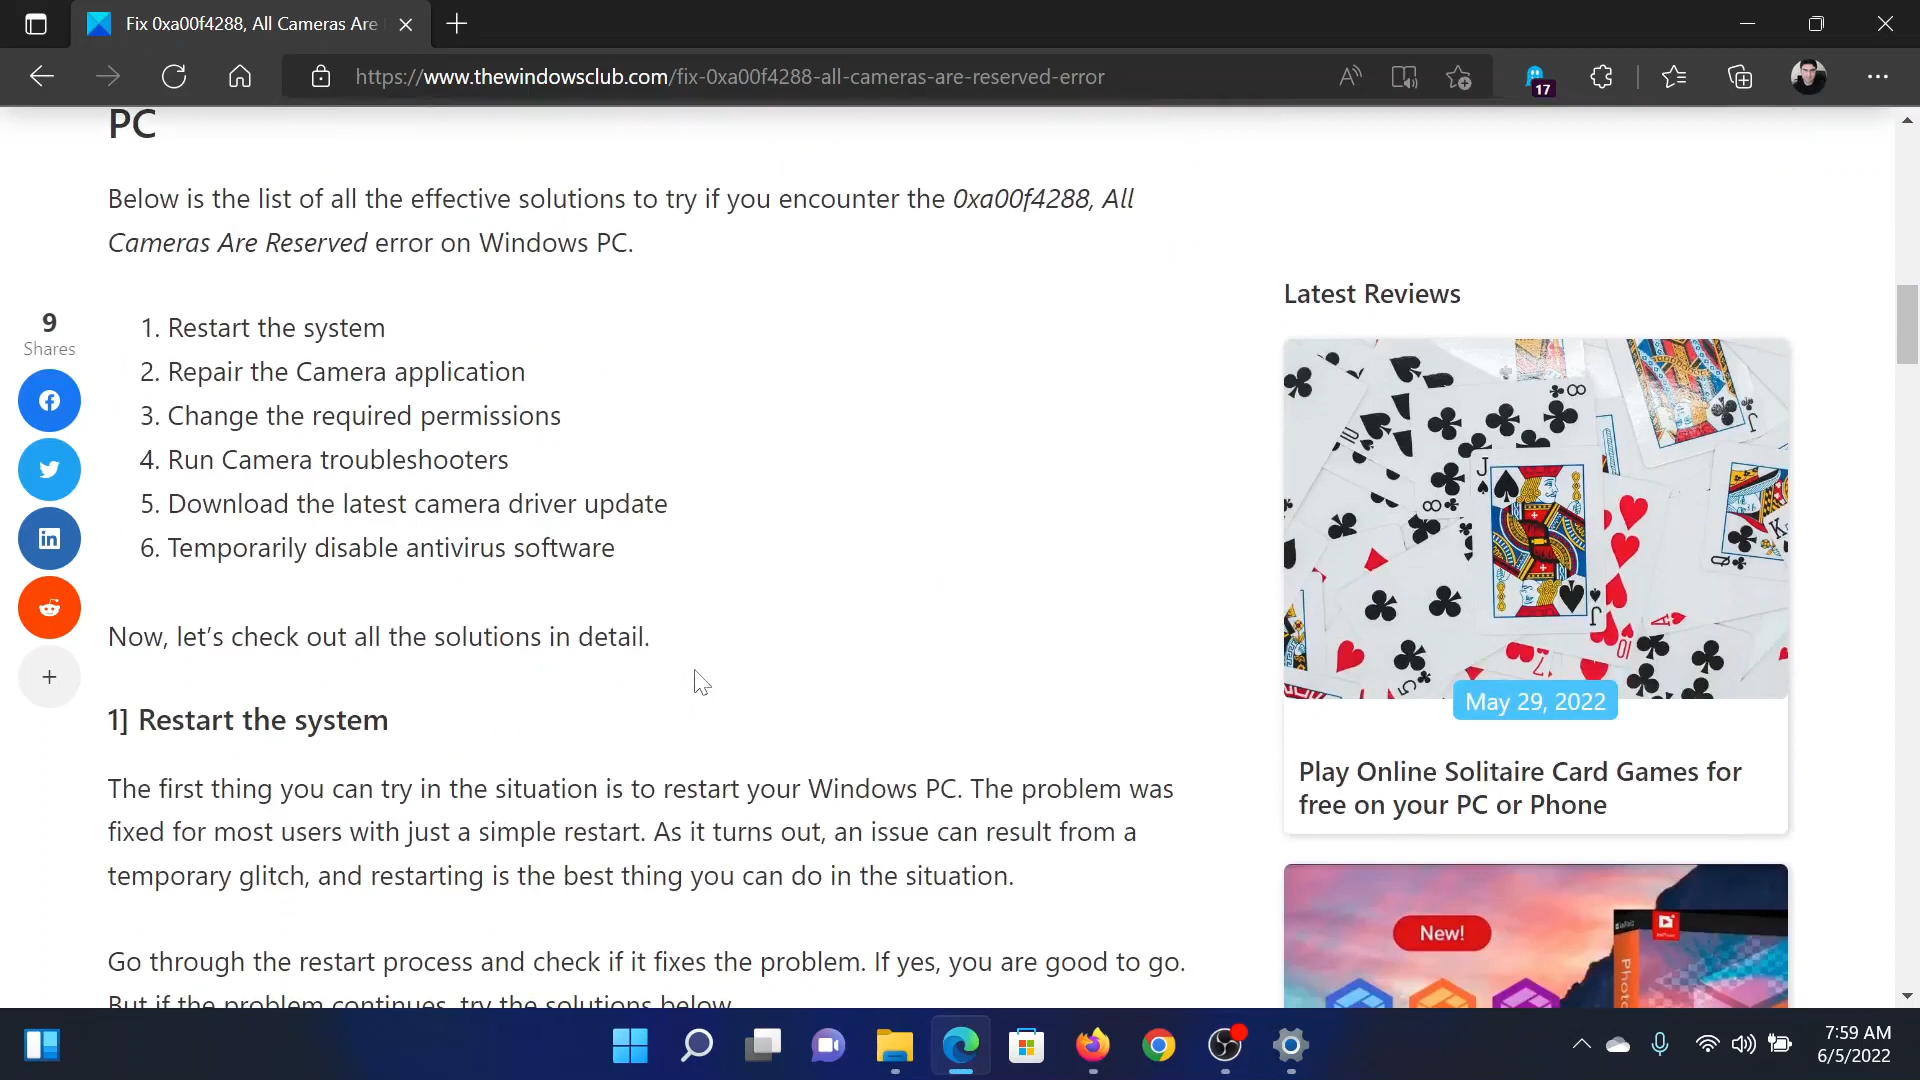 Fix 0xa00f4288, All Cameras Are
https://www.thewindowsclub.com/fix-0xa00f4288-all-cameras-are-reserved-error
17
PC
Below is the list of all the effective solutions to try if you encounter the 0xa00f4288, All
Cameras Are Reserved error on Windows PC.
9
Shares
1. Restart the system
2. Repair the Camera application
3. Change the required permissions
4. Run Camera troubleshooters
5. Download the latest camera driver update
6. Temporarily disable antivirus software
Now, let's check out all the solutions in detail.
1] Restart the system
The first thing you can try in the situation is to restart your Windows PC. The problem was
fixed for most users with just a simple restart. As it turns out, an issue can result from a
temporary glitch, and restarting is the best thing you can do in the situation.
Go through the restart process and check if it fixes the problem. If yes, you are good to go.
But if the problem continues, try the solutions below.
Latest Reviews
May 29, 2022
Play Online Solitaire Card Games for
free on your PC or Phone
New!
7:59 AM
6/5/2022